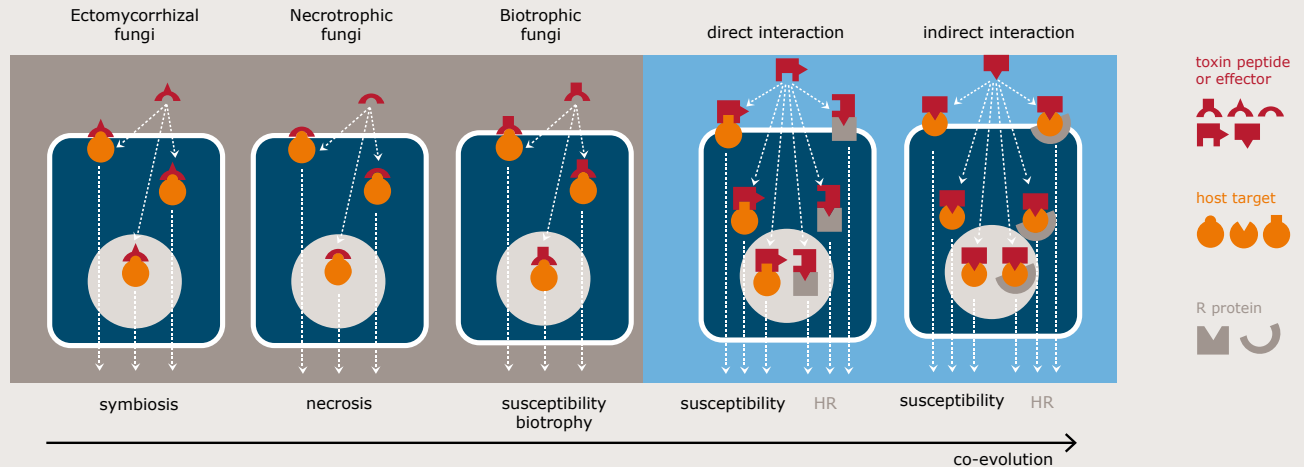 Ectomycorrhizal
fungi
Necrotrophic
fungi
Biotrophic
fungi
direct interaction
indirect interaction
toxin peptide
or effector
host target
R protein
symbiosis
necrosis
susceptibility
biotrophy
susceptibility
HR
susceptibility
HR
co-evolution